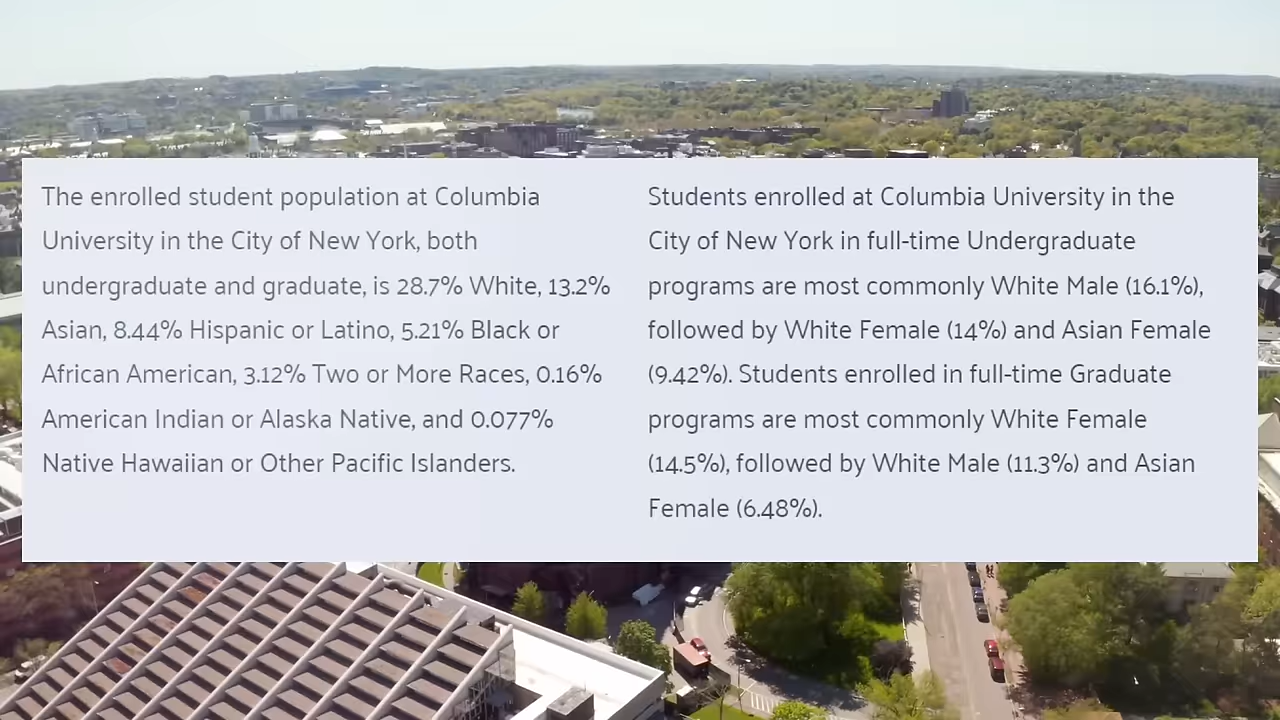 The enrolled student population at Columbia
University in the City of New York, both
undergraduate and graduate, is 28.7% White, 13.2%
Asian, 8.44% Hispanic or Latino, 5.21% Black or
African American, 3.12% Two or More Races, 0.16%
American Indian or Alaska Native, and 0.077%
Native Hawaiian or Other Pacific Islanders.
Students enrolled at Columbia University in the
City of New York in full-time Undergraduate
programs are most commonly White Male (16.1%),
followed by White Female (14%) and Asian Female
(9.42%). Students enrolled in full-time Graduate
programs are most commonly White Female
(14.5%), followed by White Male (11.3%) and Asian
Female (6.48%).